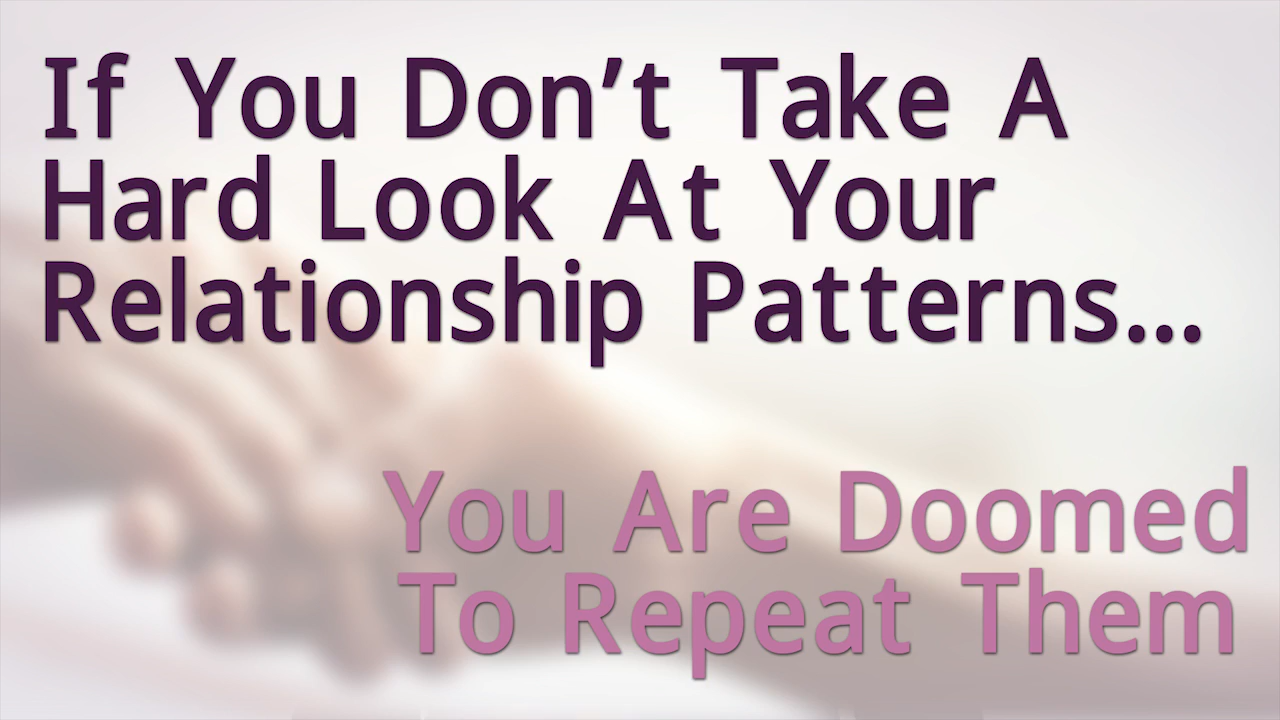 If You Don’t Take A
Hard Look At Your
Relationship Patterns...
You Are Doomed
To Repeat Them